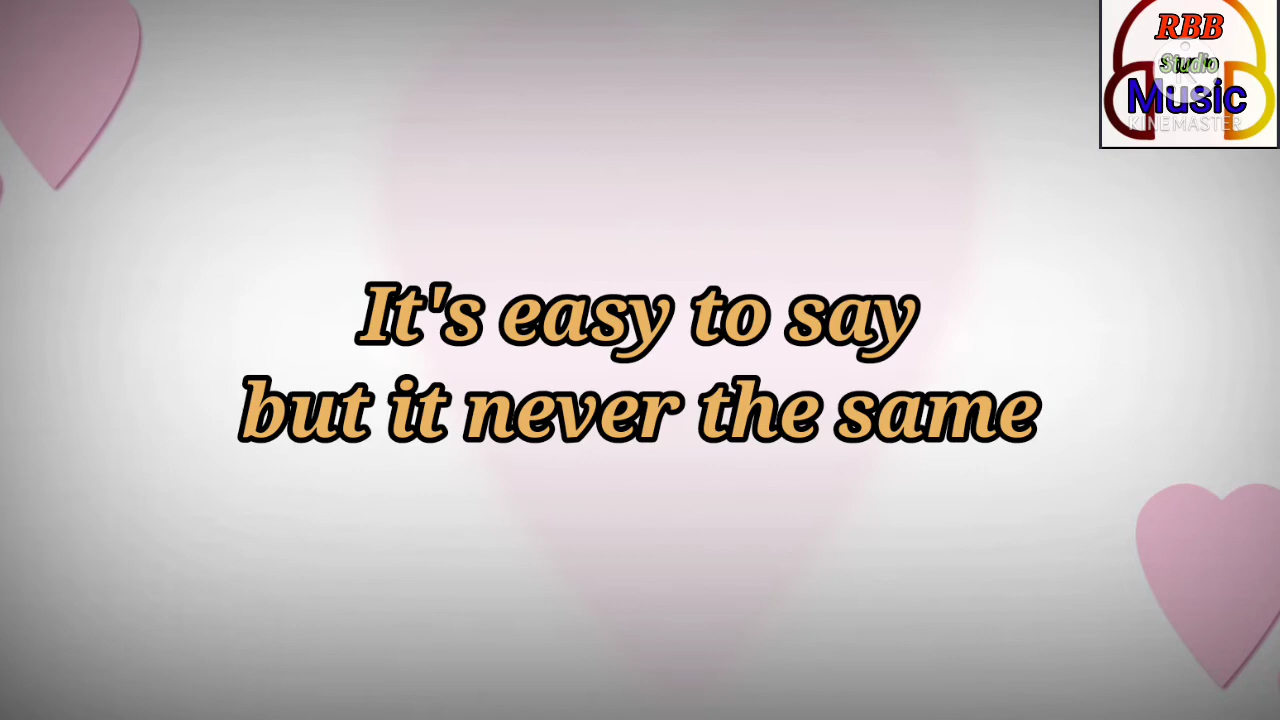 RBB
Studio
Music
KINEMASTER
It's easy to say
but it never the same